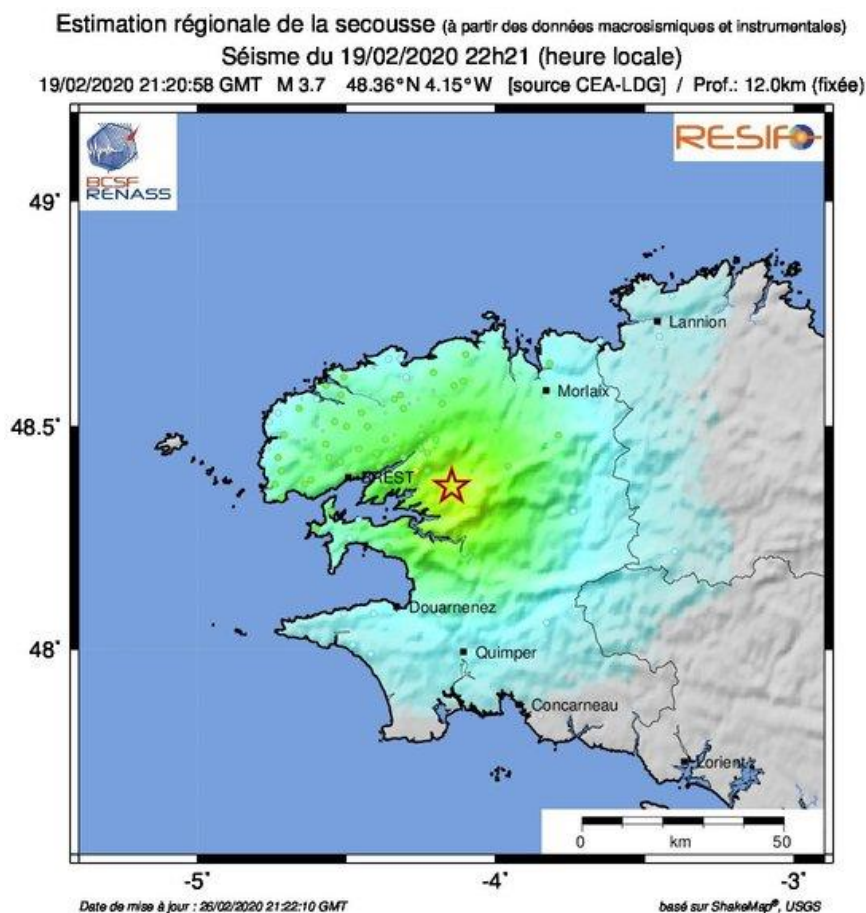 Estimation régionale de la secousse (à partir des données macrosismiques et instrumentales)
Séisme du 19/02/2020 22h21 (heure locale)
19/02/2020 21:20:58 GMT M 3.7 48.36°N 4.15°W [source CEA-LDG] / Prof.: 12.0km (fixée)
BCSF
RENASS
RESIF
49°
Lannion
Morlaix
48.5°
BREST
Douarnenez
48°
Quimper
Concarneau
Lorient
0 50
km
-5° -4° -3°
Date de mise à jour : 26/02/2020 21:22:10 GMT
basé sur ShakeMap®, USGS